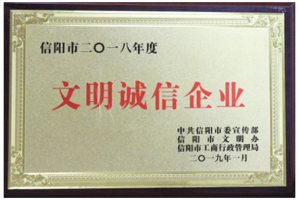 信阳市二〇一八年度
文明诚信企业
中共信阳市委宣传部
信阳市文明办
信阳市工商行政管理局
二〇一九年一月